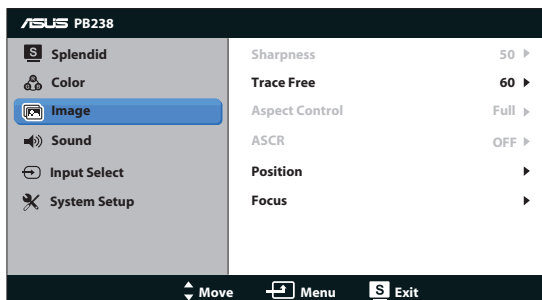 ASUS PB238
S Splendid
Color
Image
Sound
Input Select
System Setup
Sharpness 50
Trace Free 60
Aspect Control Full
ASCR OFF
Position
Focus
Move Menu S Exit